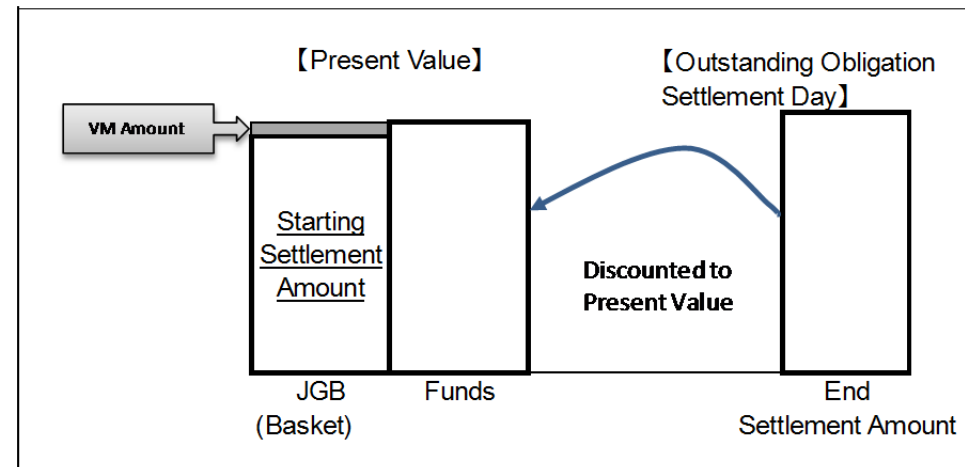 【Present Value】
【Outstanding Obligation
Settlement Day】
VM Amount
Starting
Settlement
Amount
Discounted to
Present Value
JGB
(Basket)
Funds
End
Settlement Amount